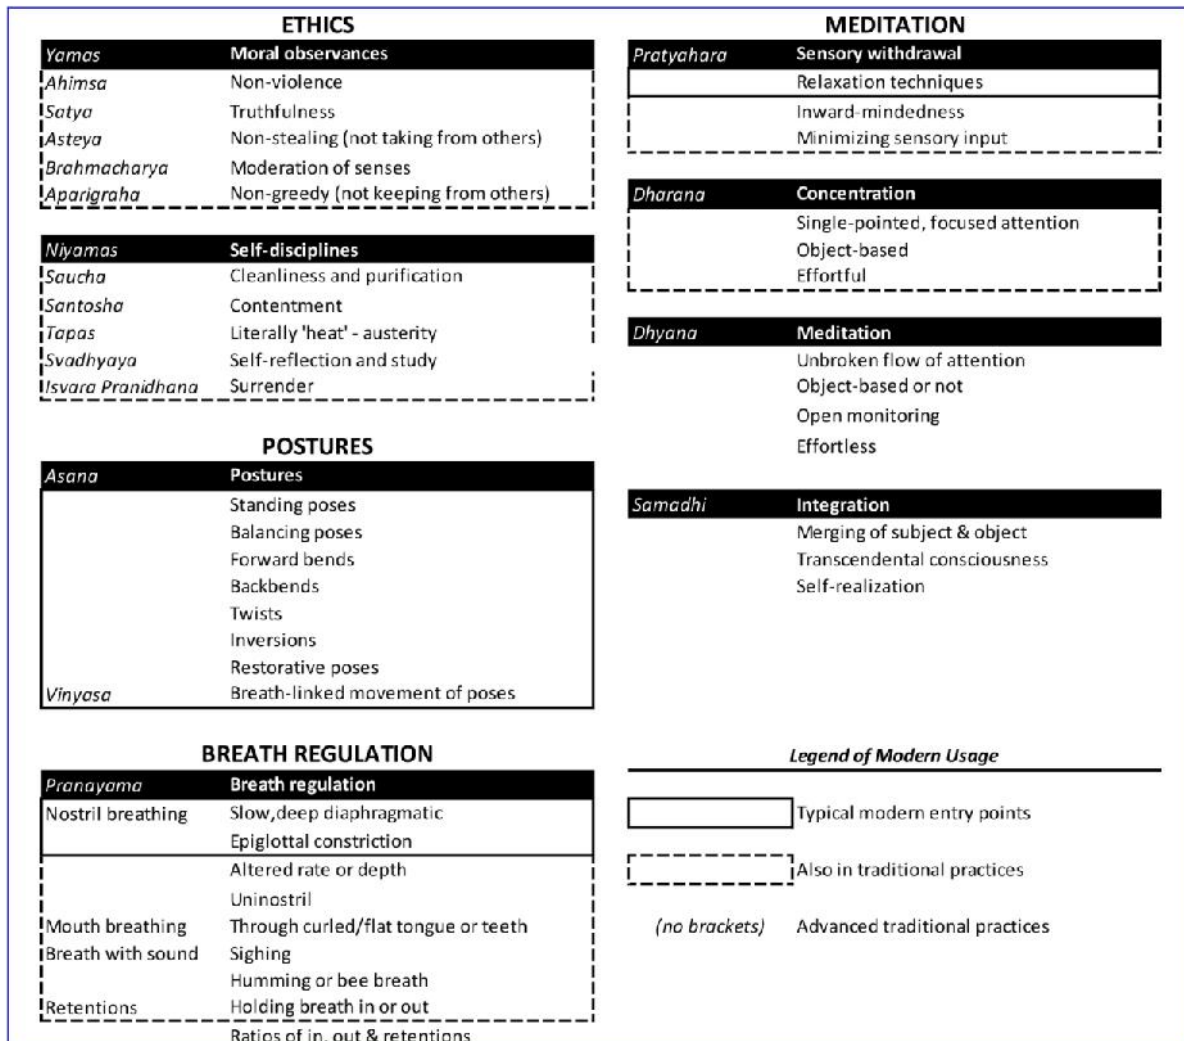 ETHICS
Yamas Moral observances
Ahimsa Non-violence
Satya Truthfulness
Asteya Non-stealing (not taking from others)
Brahmacharya Moderation of senses
Aparigraha Non-greedy (not keeping from others)
Niyamas Self-disciplines
Saucha Cleanliness and purification
Santosha Contentment
Tapas Literally 'heat' - austerity
Svadhyaya Self-reflection and study
Isvara Pranidhana Surrender
POSTURES
Asana Postures
Standing poses
Balancing poses
Forward bends
Backbends
Twists
Inversions
Restorative poses
Vinyasa Breath-linked movement of poses
BREATH REGULATION
Pranayama Breath regulation
Nostril breathing Slow,deep diaphragmatic
Epiglottal constriction
Altered rate or depth
Uninostril
Mouth breathing Through curled/flat tongue or teeth
Breath with sound Sighing
Humming or bee breath
Retentions Holding breath in or out
Ratios of in, out & retentions
MEDITATION
Pratyahara Sensory withdrawal
Relaxation techniques
Inward-mindedness
Minimizing sensory input
Dharana Concentration
Single-pointed, focused attention
Object-based
Effortful
Dhyana Meditation
Unbroken flow of attention
Object-based or not
Open monitoring
Effortless
Samadhi Integration
Merging of subject & object
Transcendental consciousness
Self-realization
Legend of Modern Usage
Typical modern entry points
Also in traditional practices
(no brackets) Advanced traditional practices